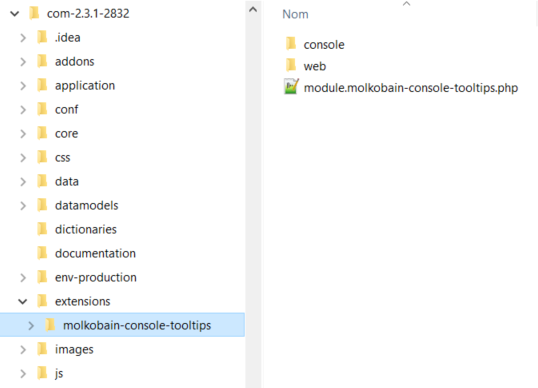 com-2.3.1-2832
.idea
addons
application
conf
core
css
data
datamodels
dictionaries
documentation
env-production
extensions
molkobain-console-tooltips
images
js
Nom
console
web
module.molkobain-console-tooltips.php